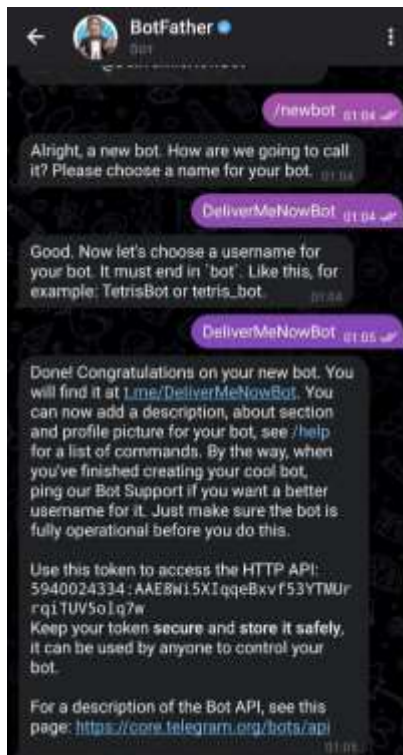 BotFather
bot
/newbot 01:04
Alright, a new bot. How are we going to call
it? Please choose a name for your bot. 01:04
DeliverMeNowBot 01:04
Good. Now let's choose a username for
your bot. It must end in `bot`. Like this, for
example: TetrisBot or tetris_bot. 01:04
DeliverMeNowBot 01:05
Done! Congratulations on your new bot. You
will find it at t.me/DeliverMeNowBot. You
can now add a description, about section
and profile picture for your bot, see /help
for a list of commands. By the way, when
you've finished creating your cool bot,
ping our Bot Support if you want a better
username for it. Just make sure the bot is
fully operational before you do this.
Use this token to access the HTTP API:
5940024334:AAE8Wi5XIqqeBxvf53YTMUr
rqiTUV5olq7w
Keep your token secure and store it safely,
it can be used by anyone to control your
bot.
For a description of the Bot API, see this
page: https://core.telegram.org/bots/api
01:05